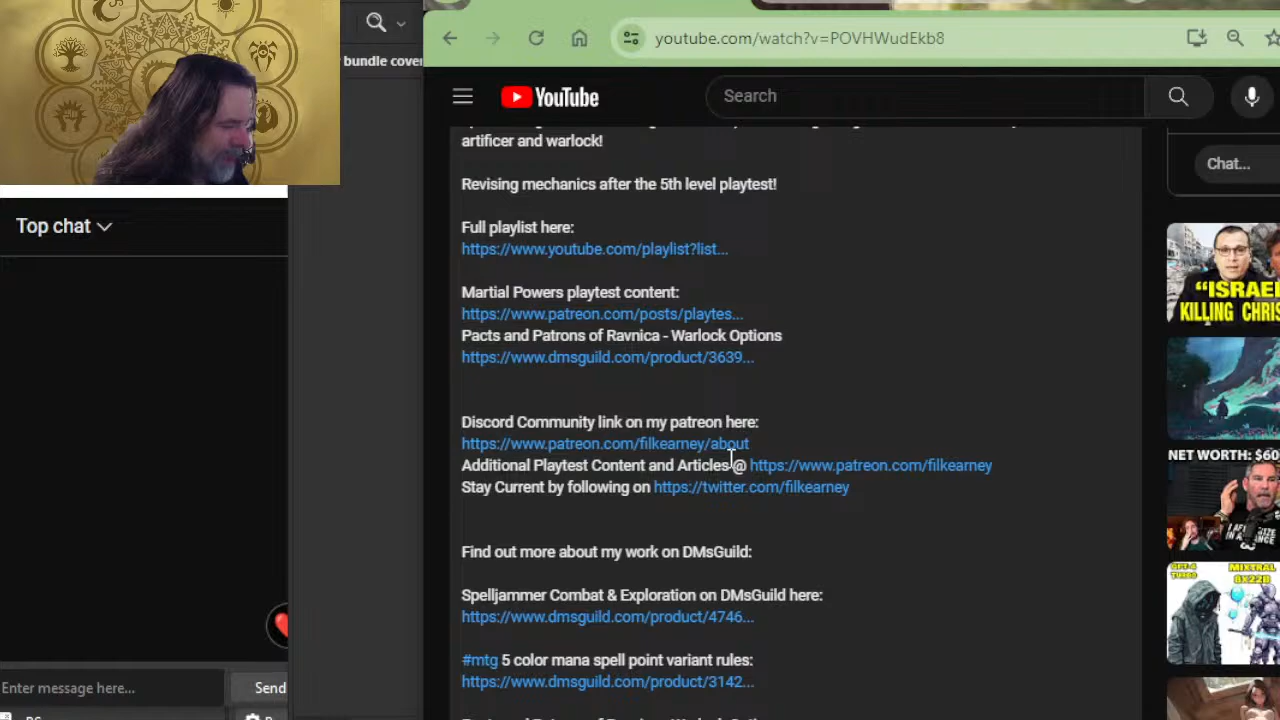 bundle cover
youtube.com/watch?v=POVHWudEkb8
YouTube
Search
artificer and warlock!
Chat...
Revising mechanics after the 5th level playtest!
Top chat
Full playlist here:
https://www.youtube.com/playlist?list...
Martial Powers playtest content:
https://www.patreon.com/posts/playtes...
Pacts and Patrons of Ravnica - Warlock Options
https://www.dmsguild.com/product/3639...
"ISRAEL
KILLING CHRIS
Discord Community link on my patreon here:
https://www.patreon.com/filkearney/about
Additional Playtest Content and Articles @ https://www.patreon.com/filkearney
Stay Current by following on https://twitter.com/filkearney
NET WORTH: $60
Find out more about my work on DMsGuild:
Spelljammer Combat & Exploration on DMsGuild here:
https://www.dmsguild.com/product/4746...
GPT-4
TURBO
MIXTRAL
8X22B
#mtg 5 color mana spell point variant rules:
https://www.dmsguild.com/product/3142...
Enter message here...
Send